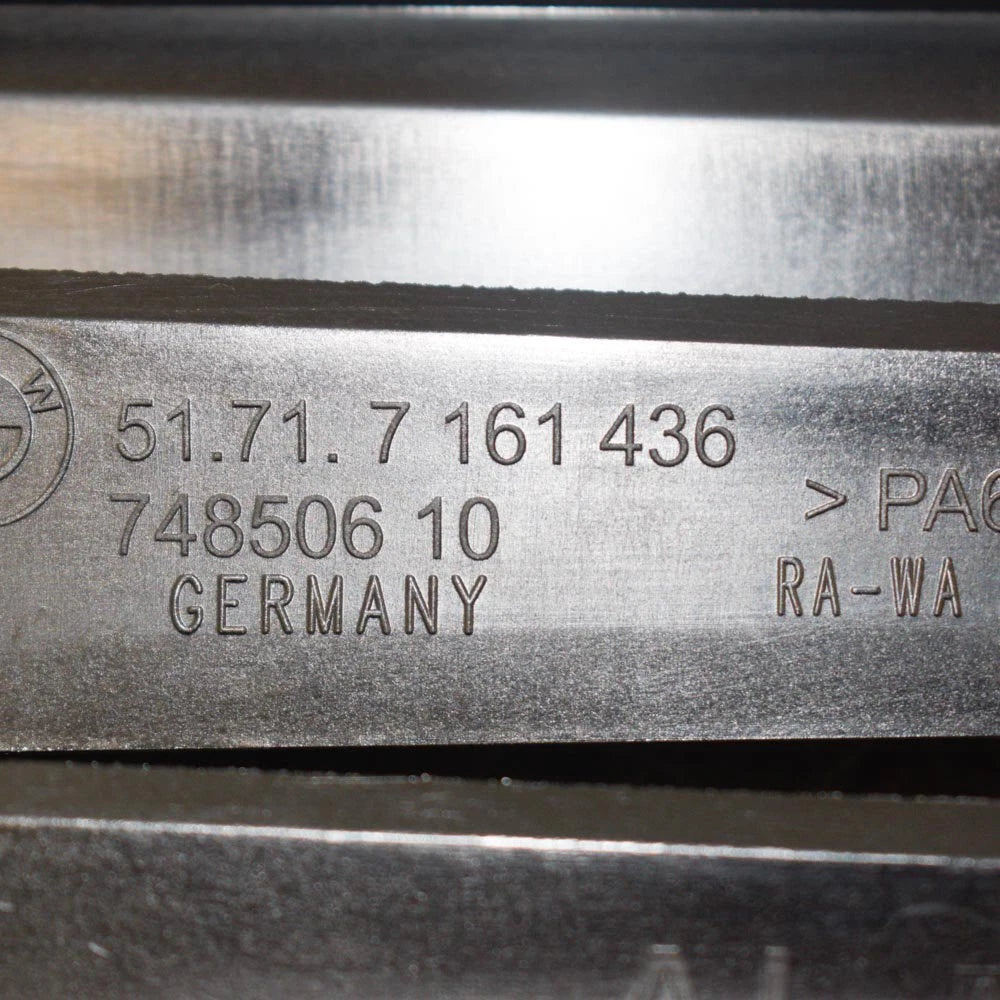 W
51.71.7 161 436
748506 10
GERMANY
> PA6
RA-WA